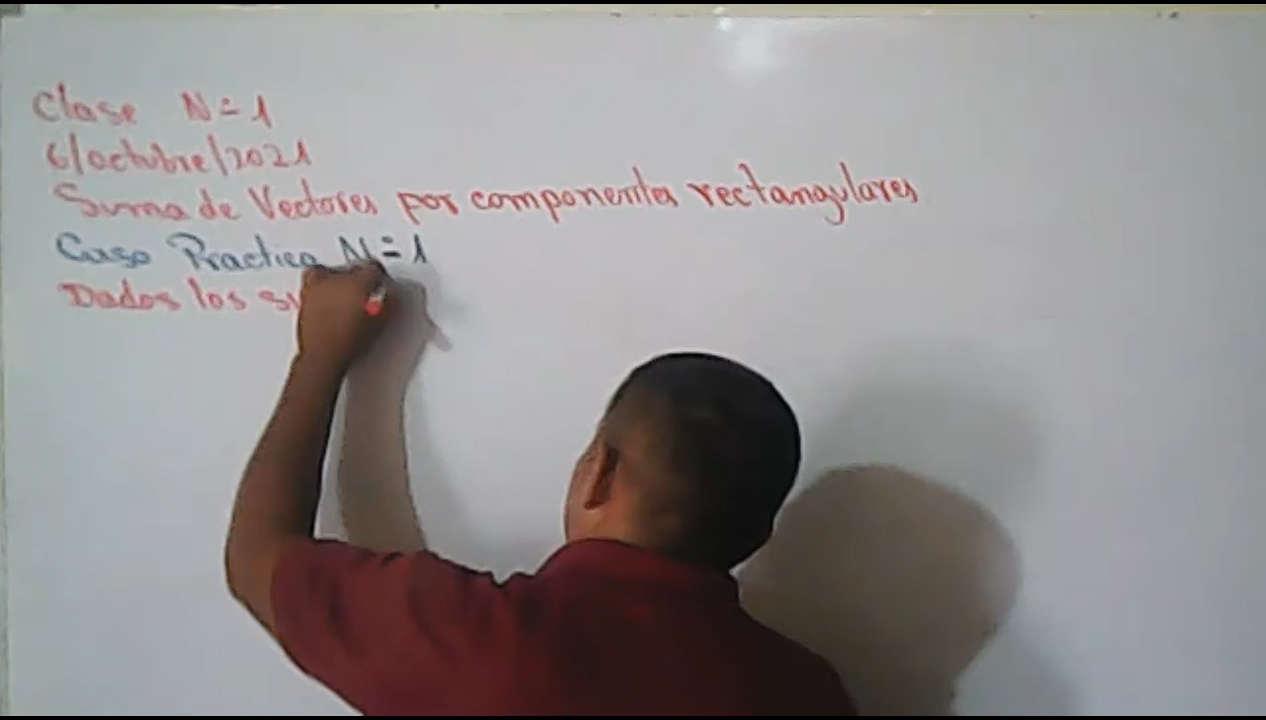 Clase N=1
6/octubre/2021
Suma de Vectores por componentes rectangulares
Caso Practico N=1
Dados los